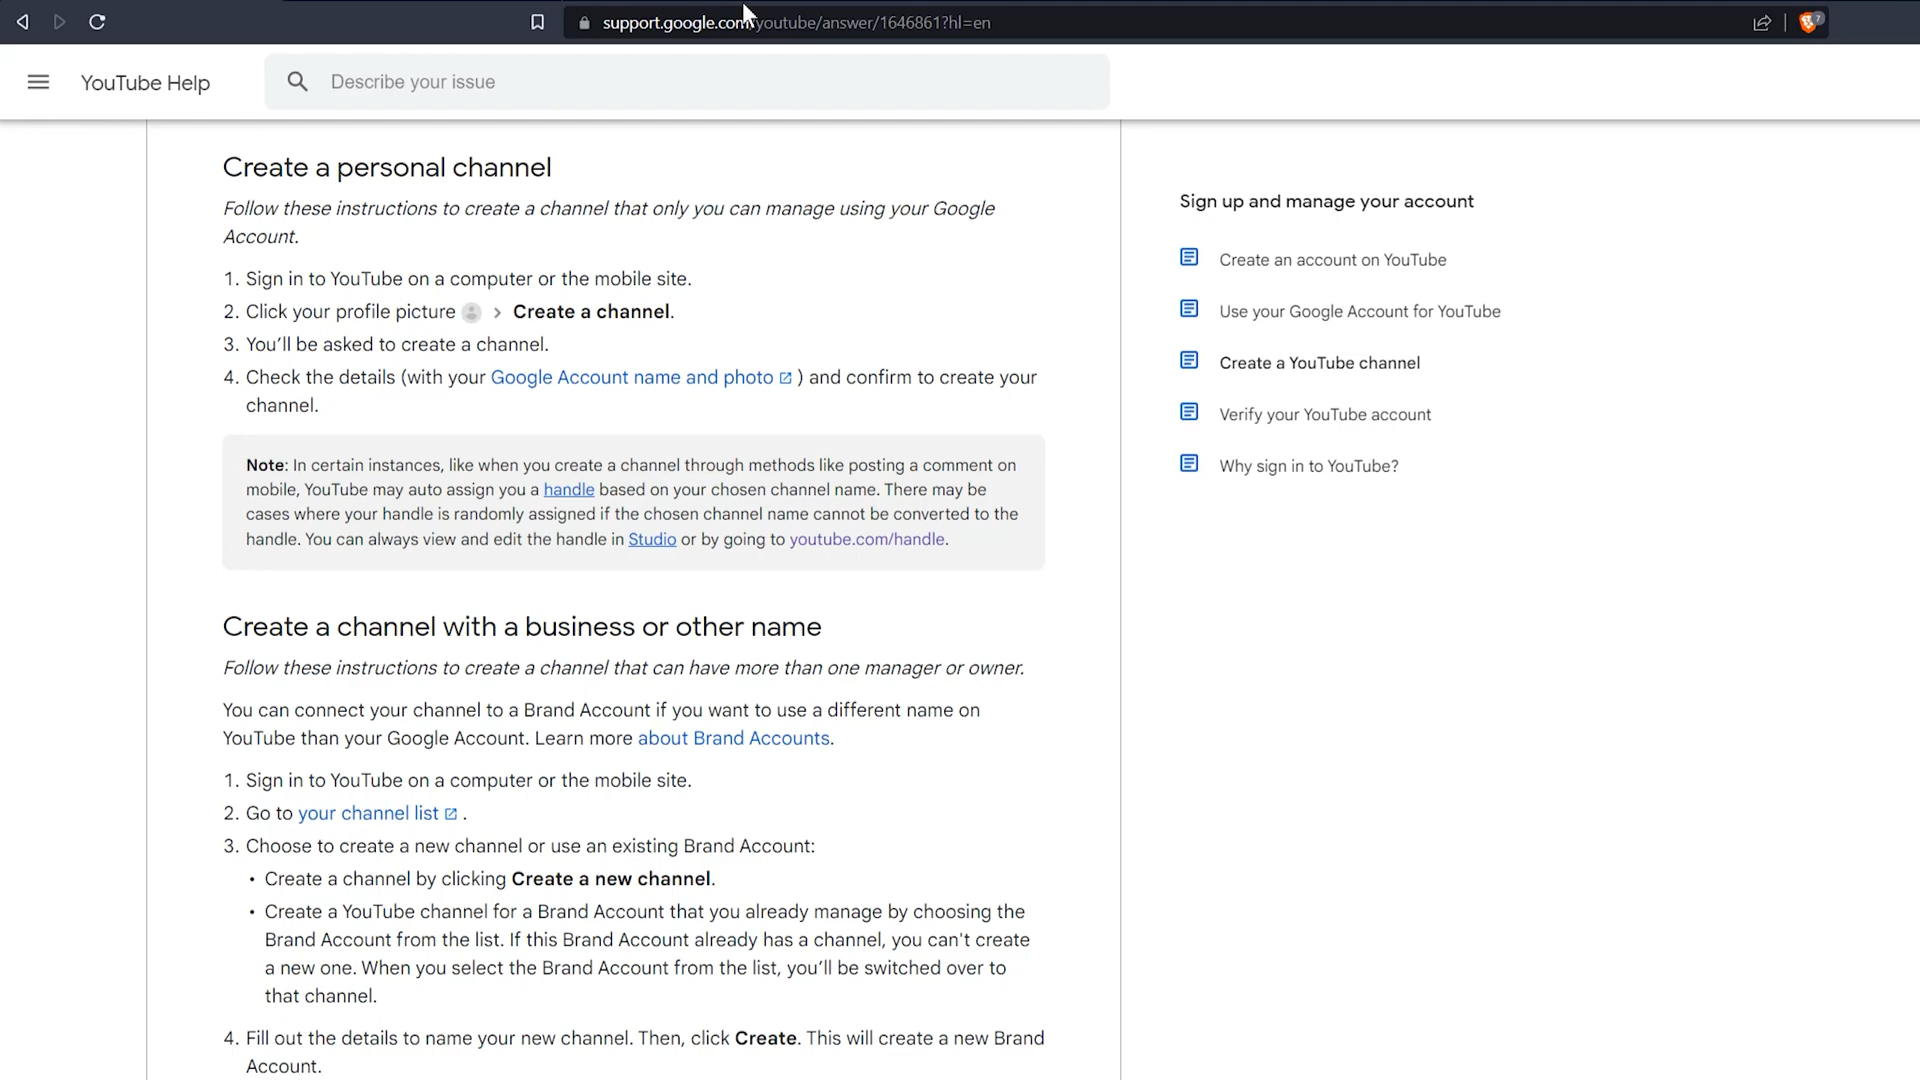 support.google.com/youtube/answer/1646861?hl=en
7
YouTube Help
Describe your issue
Create a personal channel
Follow these instructions to create a channel that only you can manage using your Google
Account.
1. Sign in to YouTube on a computer or the mobile site.
2. Click your profile picture > Create a channel.
3. You’ll be asked to create a channel.
4. Check the details (with your Google Account name and photo ) and confirm to create your
channel.
Note: In certain instances, like when you create a channel through methods like posting a comment on
mobile, YouTube may auto assign you a handle based on your chosen channel name. There may be
cases where your handle is randomly assigned if the chosen channel name cannot be converted to the
handle. You can always view and edit the handle in Studio or by going to youtube.com/handle.
Create a channel with a business or other name
Follow these instructions to create a channel that can have more than one manager or owner.
You can connect your channel to a Brand Account if you want to use a different name on
YouTube than your Google Account. Learn more about Brand Accounts.
1. Sign in to YouTube on a computer or the mobile site.
2. Go to your channel list .
3. Choose to create a new channel or use an existing Brand Account:
• Create a channel by clicking Create a new channel.
• Create a YouTube channel for a Brand Account that you already manage by choosing the
Brand Account from the list. If this Brand Account already has a channel, you can't create
a new one. When you select the Brand Account from the list, you’ll be switched over to
that channel.
4. Fill out the details to name your new channel. Then, click Create. This will create a new Brand
Account.
Sign up and manage your account
Create an account on YouTube
Use your Google Account for YouTube
Create a YouTube channel
Verify your YouTube account
Why sign in to YouTube?